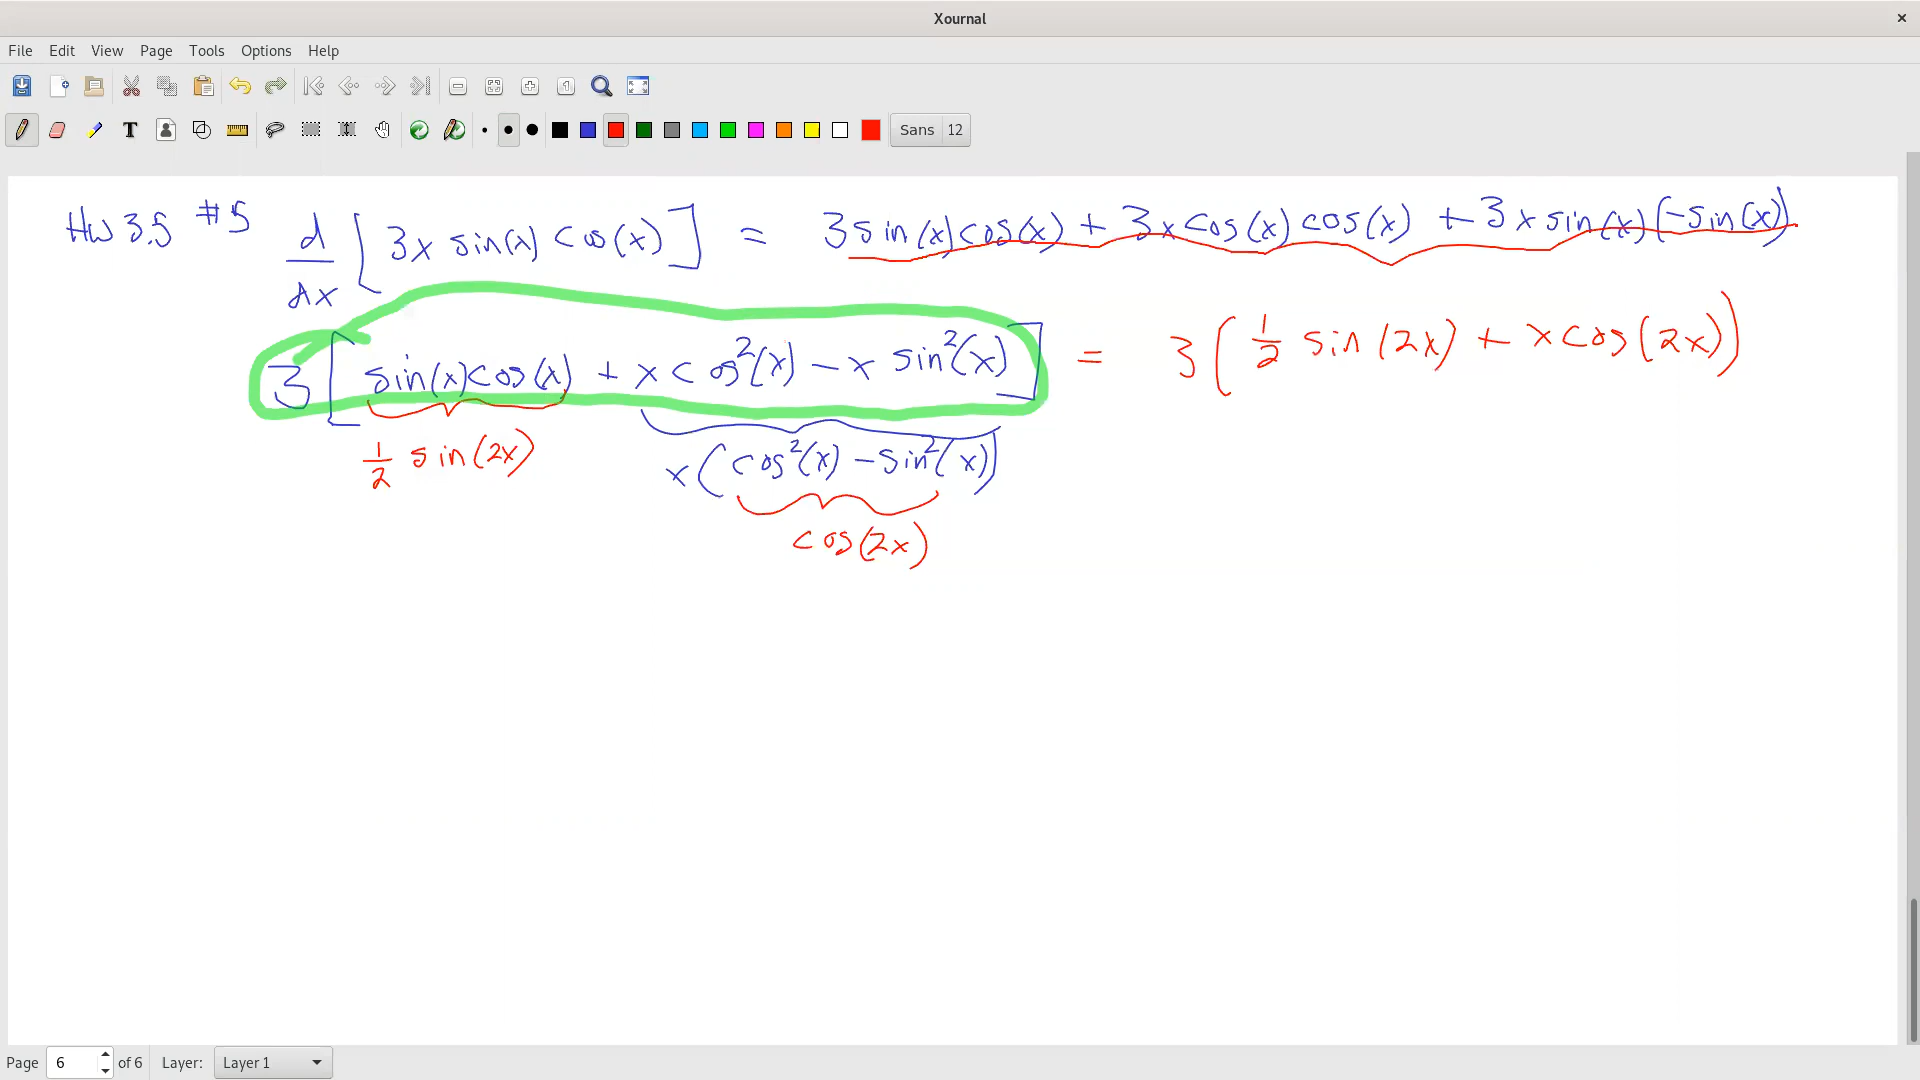 Xournal
File Edit View Page Tools Options Help
Sans 12
HW 3.5 #5 d/dx [3x sin(x) cos(x)] = 3 sin(x) cos(x) + 3x cos(x) cos(x) + 3x sin(x)(-sin(x))
3[sin(x)cos(x) + x cos²(x) - x sin²(x)] = 3(1/2 sin(2x) + x cos(2x))
1/2 sin(2x) x(cos²(x) - sin²(x))
cos(2x)
Page 6 of 6 Layer: Layer 1